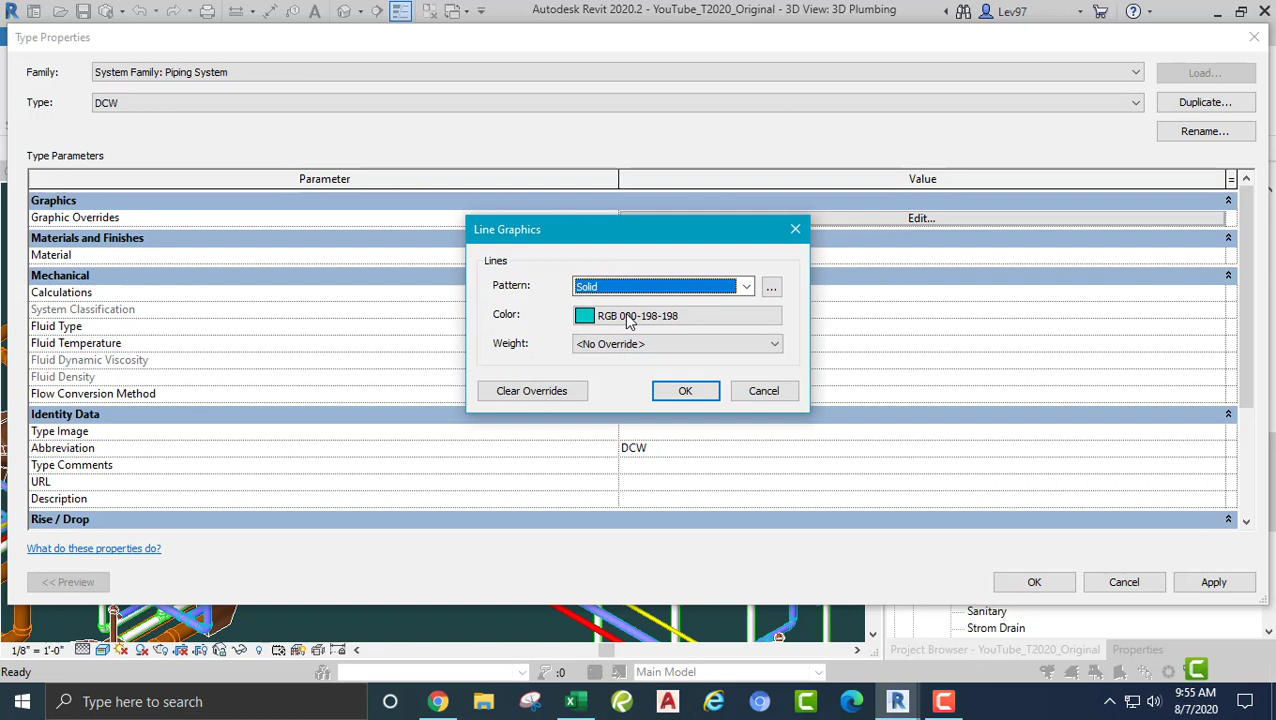 Autodesk Revit 2020.2 - YouTube_T2020_Original - 3D View: 3D Plumbing
Lev97
Type Properties
Family:
System Family: Piping System
Load...
Type:
DCW
Duplicate...
Rename...
Type Parameters
Parameter
Value
=
Graphics
Graphic Overrides
Edit...
Materials and Finishes
Material
Mechanical
Calculations
System Classification
Fluid Type
Fluid Temperature
Fluid Dynamic Viscosity
Fluid Density
Flow Conversion Method
Identity Data
Type Image
Abbreviation
DCW
Type Comments
URL
Description
Rise / Drop
Line Graphics
Lines
Pattern:
Solid
...
Color:
RGB 000-198-198
Weight:
<No Override>
Clear Overrides
OK
Cancel
What do these properties do?
<< Preview
OK
Cancel
Apply
Sanitary
Strom Drain
1/8" = 1'-0"
Project Browser - YouTube_T2020_Original
Properties
Ready
:0
Main Model
Type here to search
9:55 AM
8/7/2020